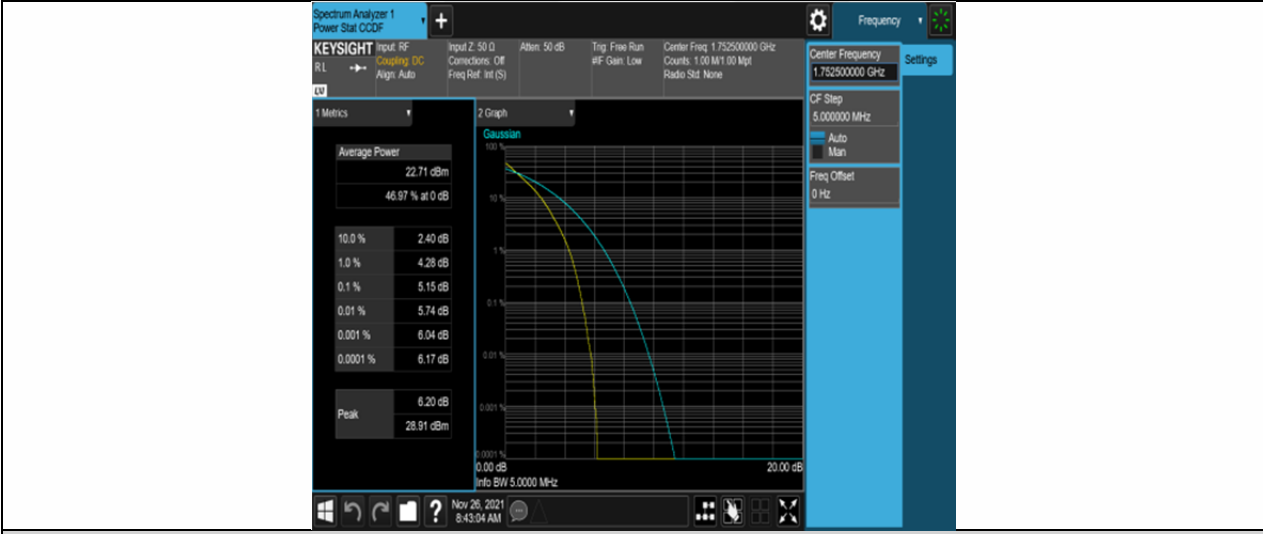 Spectrum Analyzer 1
Power Stat CCDF
+
Frequency
KEYSIGHT Input: RF
RL
Coupling: DC
Align: Auto
LV
Input Z: 50 Ω
Corrections: Off
Freq Ref: Int (S)
Atten: 50 dB
Trig: Free Run
#IF Gain: Low
Center Freq: 1.752500000 GHz
Counts: 1.00 M/1.00 Mpt
Radio Std: None
Center Frequency
1.752500000 GHz
Settings
CF Step
5.000000 MHz
Auto
Man
Freq Offset
0 Hz
1 Metrics
Average Power
22.71 dBm
46.97 % at 0 dB
10.0 % 2.40 dB
1.0 % 4.28 dB
0.1 % 5.15 dB
0.01 % 5.74 dB
0.001 % 6.04 dB
0.0001 % 6.17 dB
Peak
6.20 dB
28.91 dBm
2 Graph
Gaussian
100 %
10 %
1 %
0.1 %
0.01 %
0.001 %
0.0001 %
0.00 dB 20.00 dB
Info BW 5.0000 MHz
?
Nov 26, 2021
8:43:04 AM